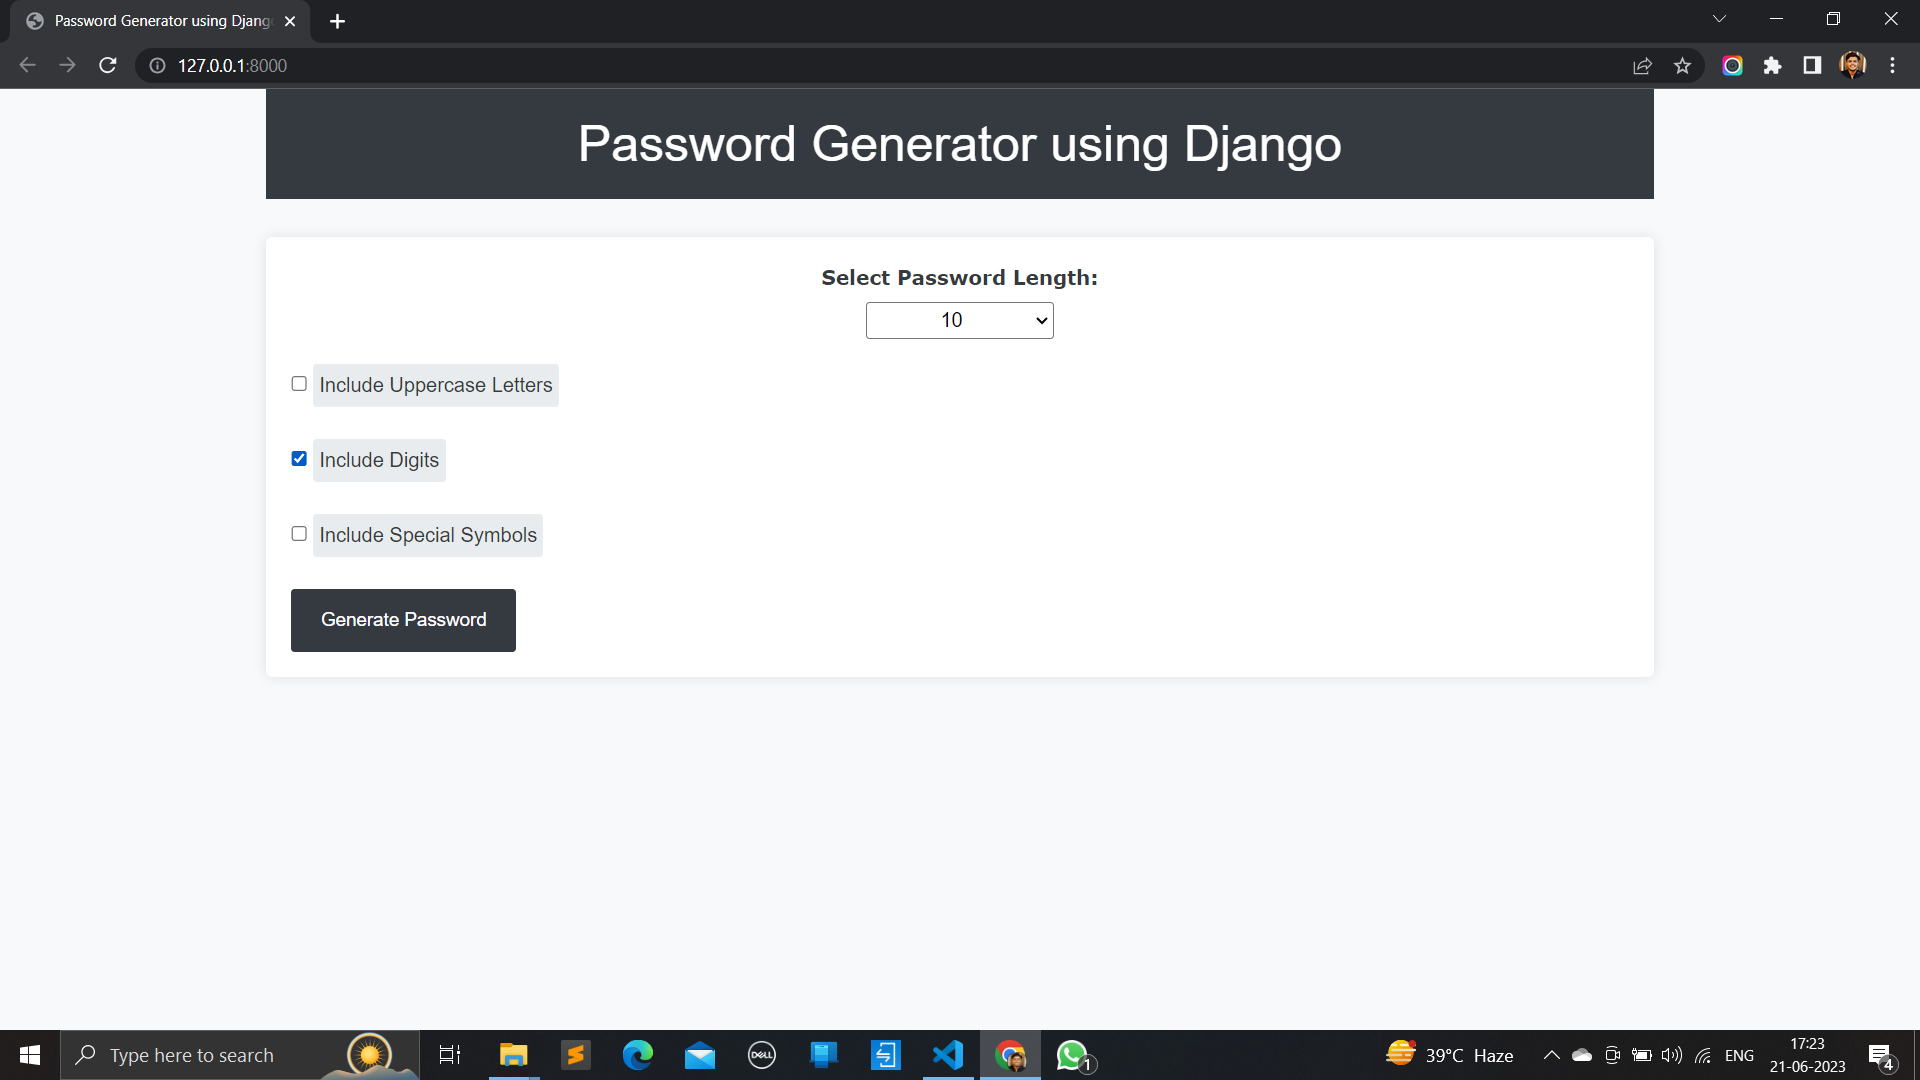 Password Generator using Djang
127.0.0.1:8000
Password Generator using Django
Select Password Length:
10
Include Uppercase Letters
Include Digits
Include Special Symbols
Generate Password
Type here to search
DELL
1
39°C Haze
ENG
17:23
21-06-2023
4